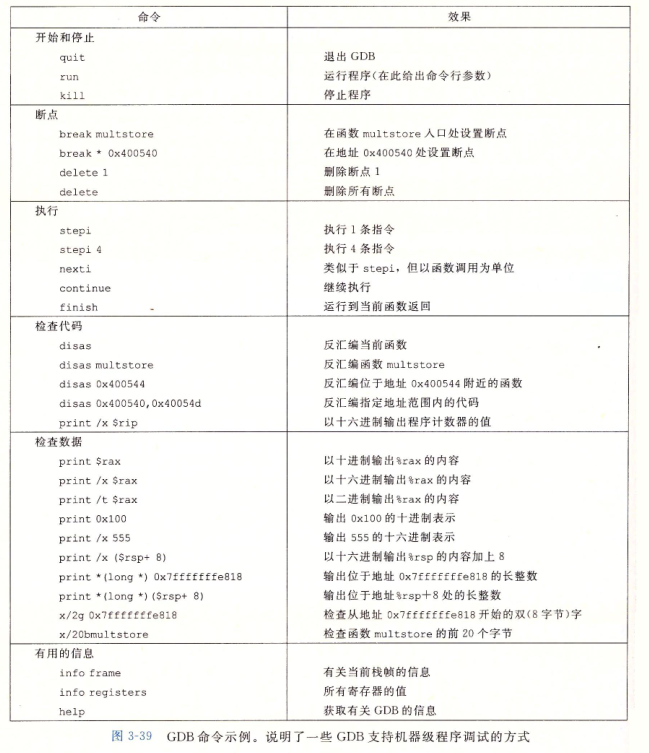 命令 效果
开始和停止
quit 退出 GDB
run 运行程序(在此给出命令行参数)
kill 停止程序
断点
break multstore 在函数 multstore 入口处设置断点
break * 0x400540 在地址 0x400540 处设置断点
delete 1 删除断点 1
delete 删除所有断点
执行
stepi 执行 1 条指令
stepi 4 执行 4 条指令
nexti 类似于 stepi，但以函数调用为单位
continue 继续执行
finish 运行到当前函数返回
检查代码
disas 反汇编当前函数
disas multstore 反汇编函数 multstore
disas 0x400544 反汇编位于地址 0x400544 附近的函数
disas 0x400540,0x40054d 反汇编指定地址范围内的代码
print /x $rip 以十六进制输出程序计数器的值
检查数据
print $rax 以十进制输出%rax 的内容
print /x $rax 以十六进制输出%rax 的内容
print /t $rax 以二进制输出%rax 的内容
print 0x100 输出 0x100 的十进制表示
print /x 555 输出 555 的十六进制表示
print /x ($rsp+ 8) 以十六进制输出%rsp 的内容加上 8
print *(long *) 0x7fffffffe818 输出位于地址 0x7fffffffe818 的长整数
print *(long *)($rsp+ 8) 输出位于地址%rsp+8 处的长整数
x/2g 0x7fffffffe818 检查从地址 0x7fffffffe818 开始的双(8 字节)字
x/20bmultstore 检查函数 multstore 的前 20 个字节
有用的信息
info frame 有关当前栈帧的信息
info registers 所有寄存器的值
help 获取有关 GDB 的信息
图 3-39 GDB 命令示例。说明了一些 GDB 支持机器级程序调试的方式